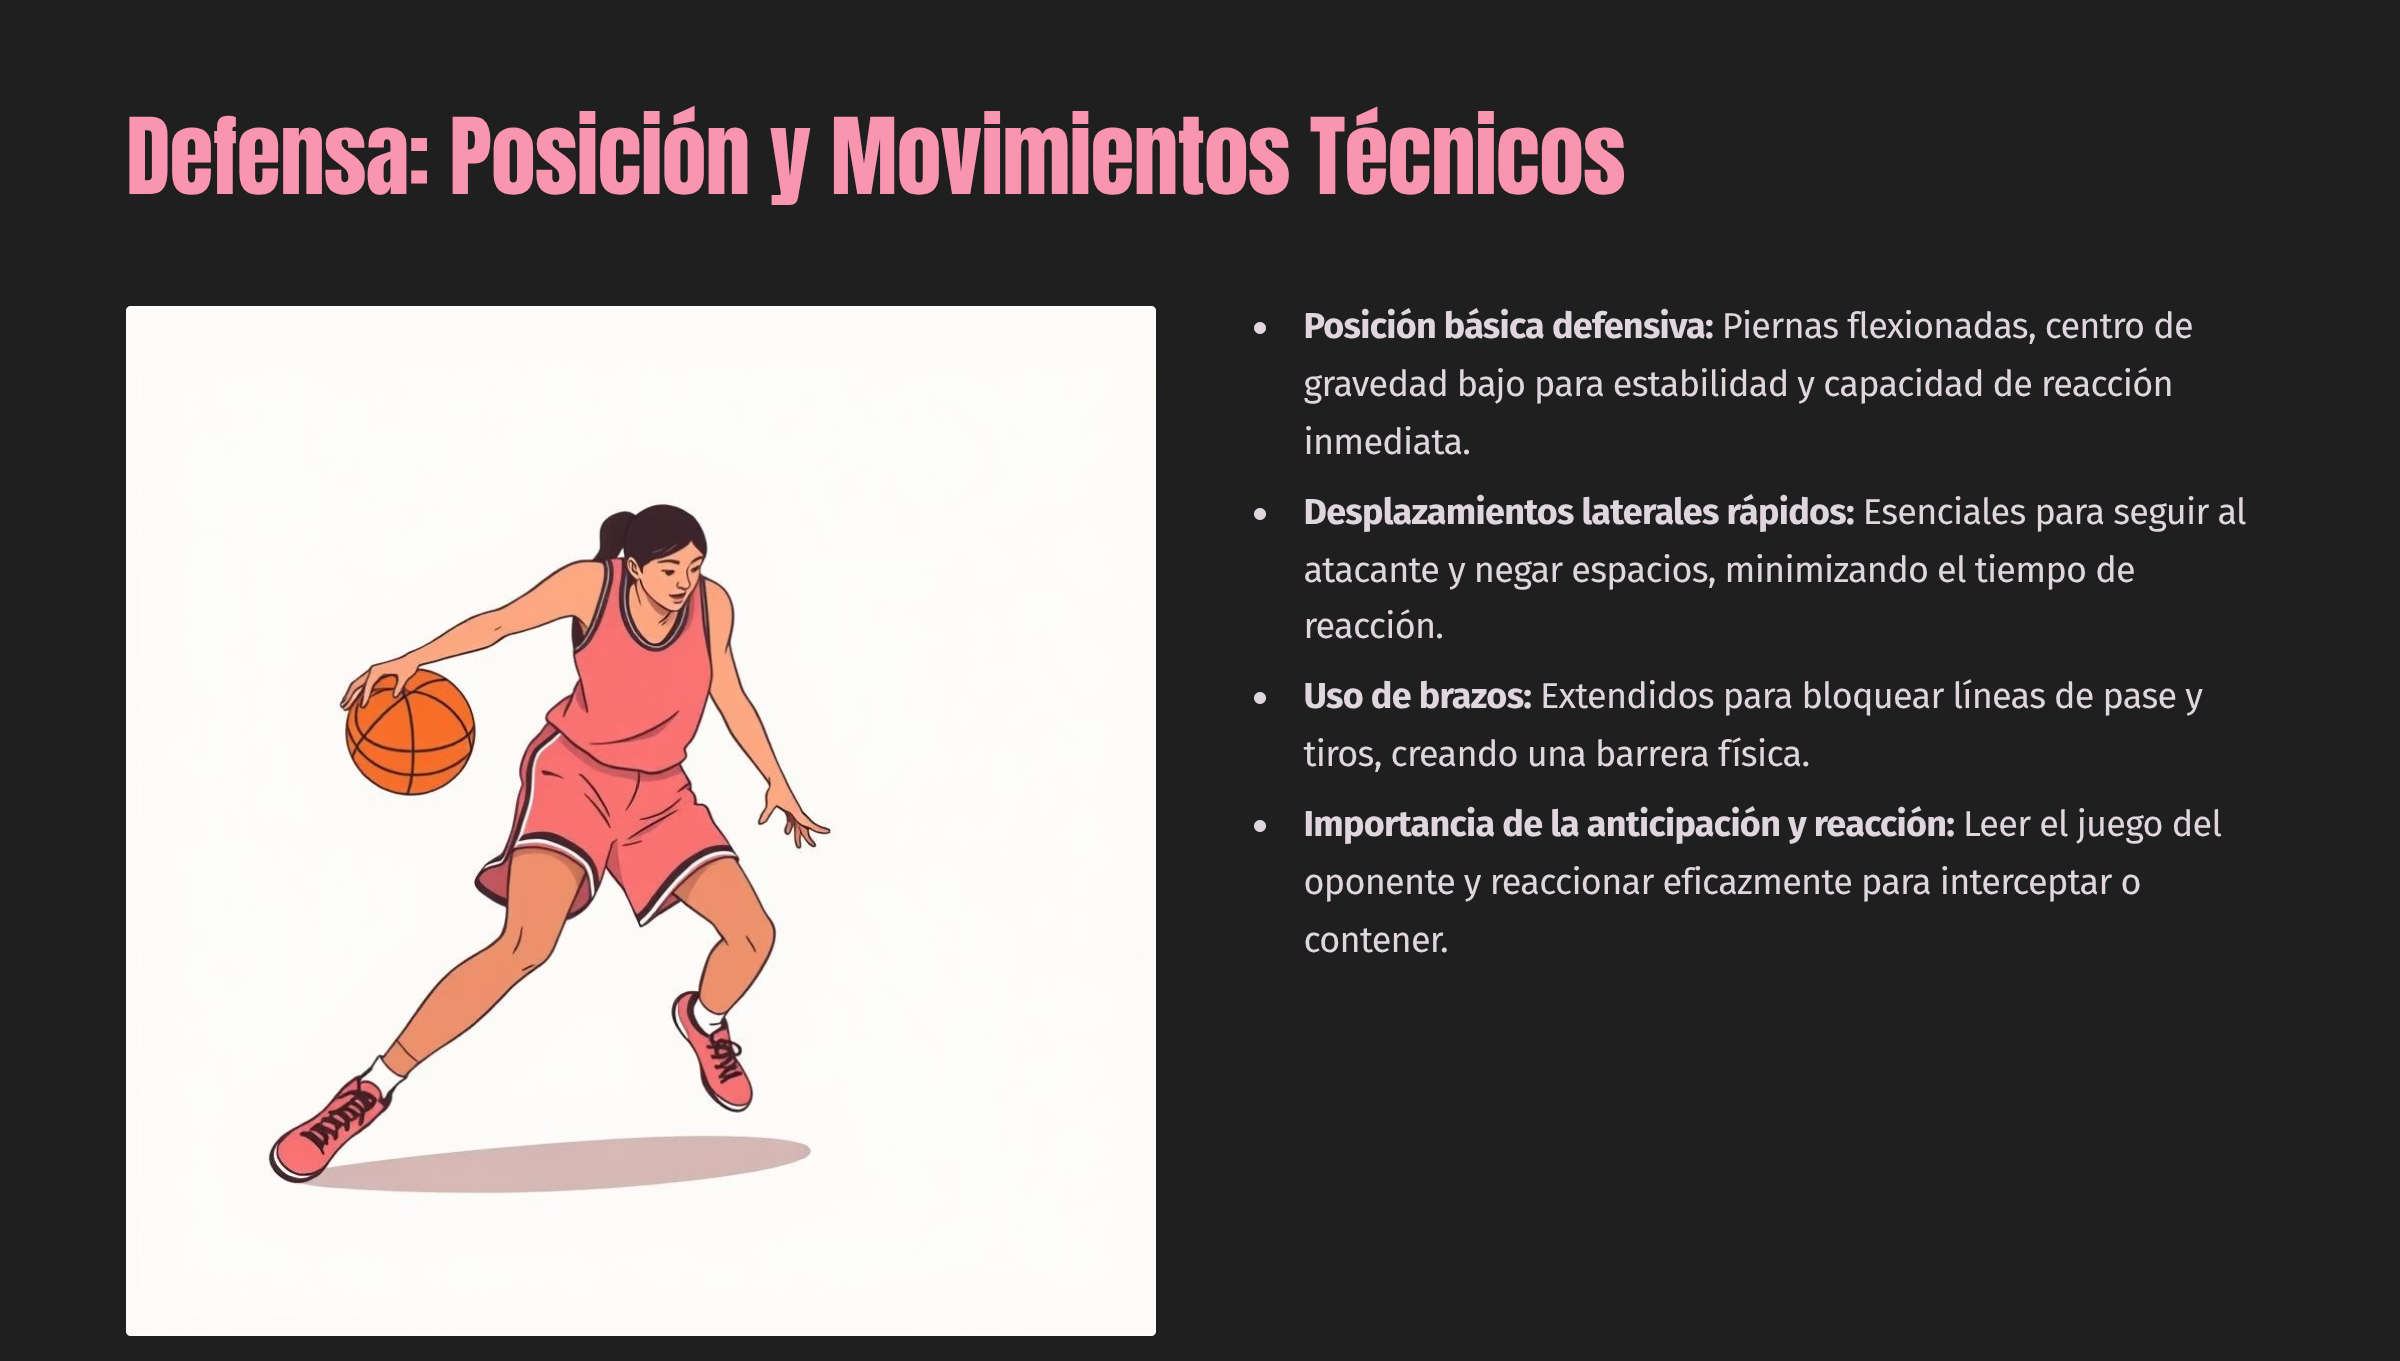 Defensa: Posición y Movimientos Técnicos
• Posición básica defensiva: Piernas flexionadas, centro de
gravedad bajo para estabilidad y capacidad de reacción
inmediata.
• Desplazamientos laterales rápidos: Esenciales para seguir al
atacante y negar espacios, minimizando el tiempo de
reacción.
• Uso de brazos: Extendidos para bloquear líneas de pase y
tiros, creando una barrera física.
• Importancia de la anticipación y reacción: Leer el juego del
oponente y reaccionar eficazmente para interceptar o
contener.